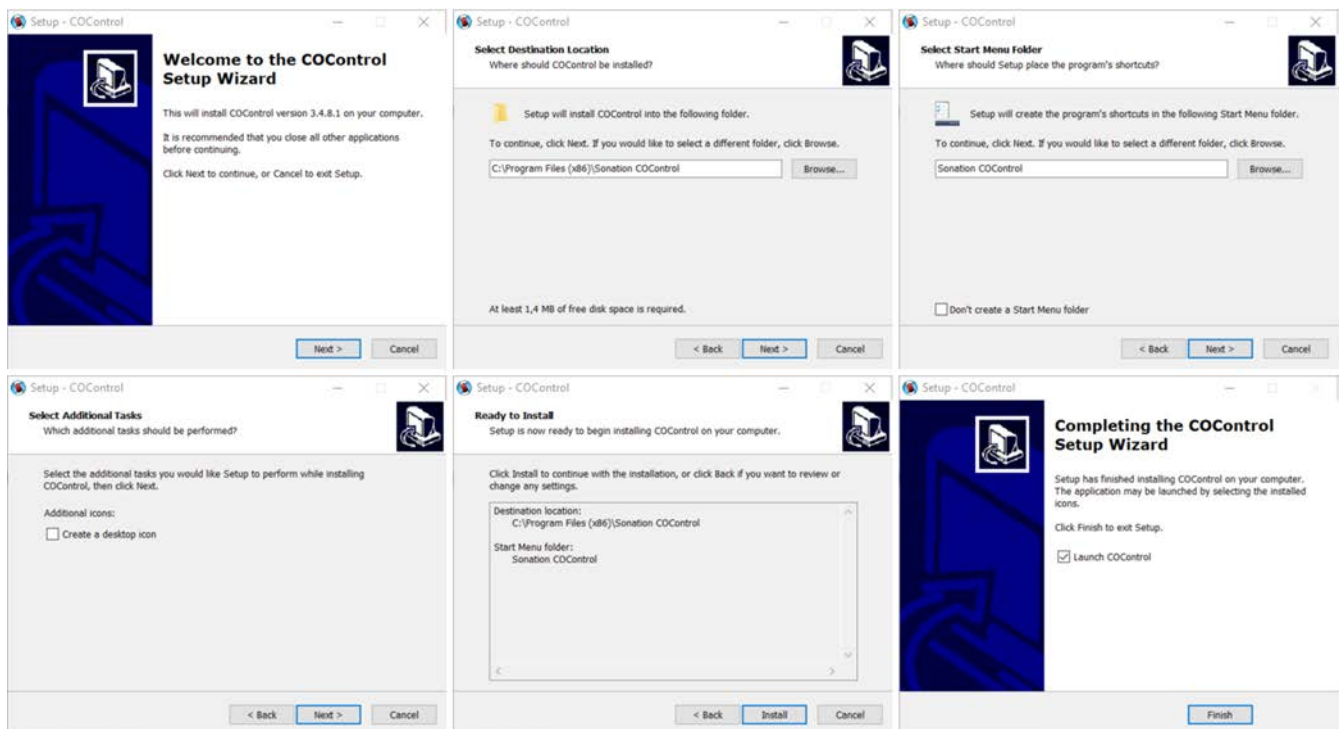 Setup - COControl
Welcome to the COControl
Setup Wizard
This will install COControl version 3.4.8.1 on your computer.
It is recommended that you close all other applications
before continuing.
Click Next to continue, or Cancel to exit Setup.
Next >
Cancel
Setup - COControl
Select Destination Location
Where should COControl be installed?
Setup will install COControl into the following folder.
To continue, click Next. If you would like to select a different folder, click Browse.
C:\Program Files (x86)\Sonation COControl
Browse...
At least 1,4 MB of free disk space is required.
< Back
Next >
Cancel
Setup - COControl
Select Start Menu Folder
Where should Setup place the program's shortcuts?
Setup will create the program's shortcuts in the following Start Menu folder.
To continue, click Next. If you would like to select a different folder, click Browse.
Sonation COControl
Browse...
Don't create a Start Menu folder
< Back
Next >
Cancel
Setup - COControl
Select Additional Tasks
Which additional tasks should be performed?
Select the additional tasks you would like Setup to perform while installing
COControl, then click Next.
Additional icons:
Create a desktop icon
< Back
Next >
Cancel
Setup - COControl
Ready to Install
Setup is now ready to begin installing COControl on your computer.
Click Install to continue with the installation, or click Back if you want to review or
change any settings.
Destination location:
C:\Program Files (x86)\Sonation COControl
Start Menu folder:
Sonation COControl
< Back
Install
Cancel
Setup - COControl
Completing the COControl
Setup Wizard
Setup has finished installing COControl on your computer.
The application may be launched by selecting the installed
icons.
Click Finish to exit Setup.
Launch COControl
Finish